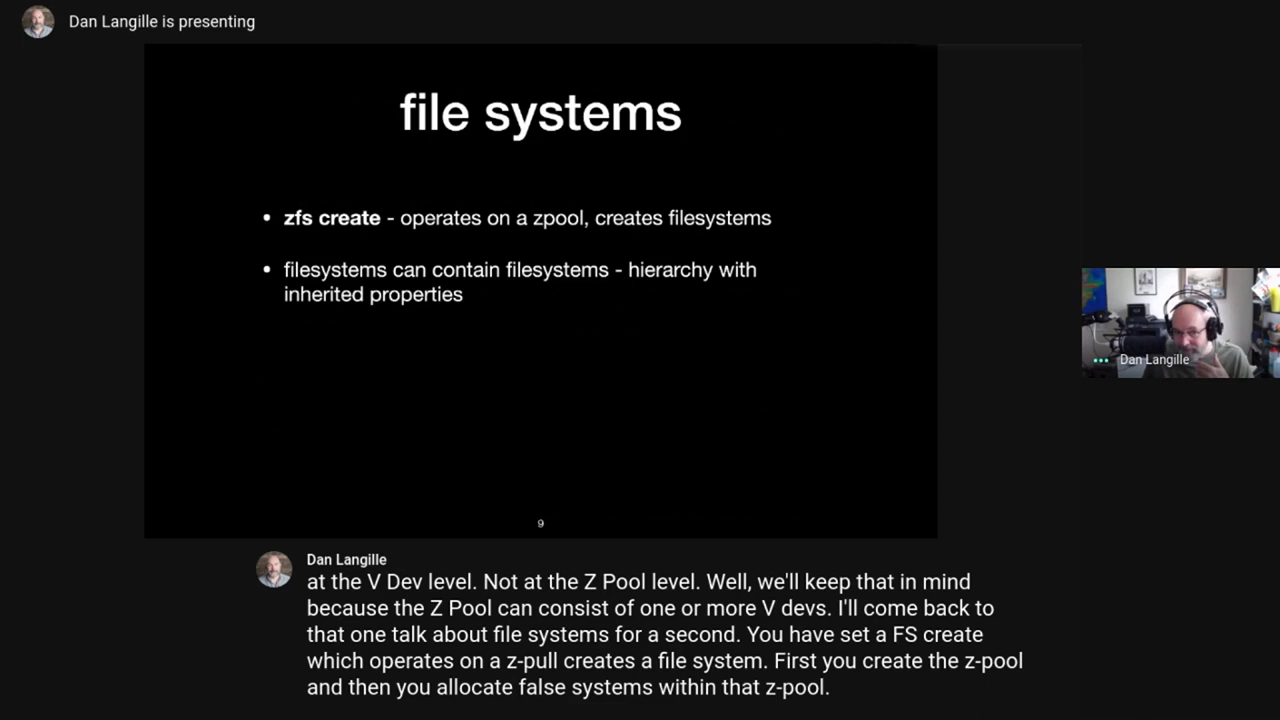 Dan Langille is presenting
file systems
• zfs create - operates on a zpool, creates filesystems
• filesystems can contain filesystems - hierarchy with
inherited properties
9
Dan Langille
Dan Langille
at the V Dev level. Not at the Z Pool level. Well, we'll keep that in mind
because the Z Pool can consist of one or more V devs. I'll come back to
that one talk about file systems for a second. You have set a FS create
which operates on a z-pull creates a file system. First you create the z-pool
and then you allocate false systems within that z-pool.